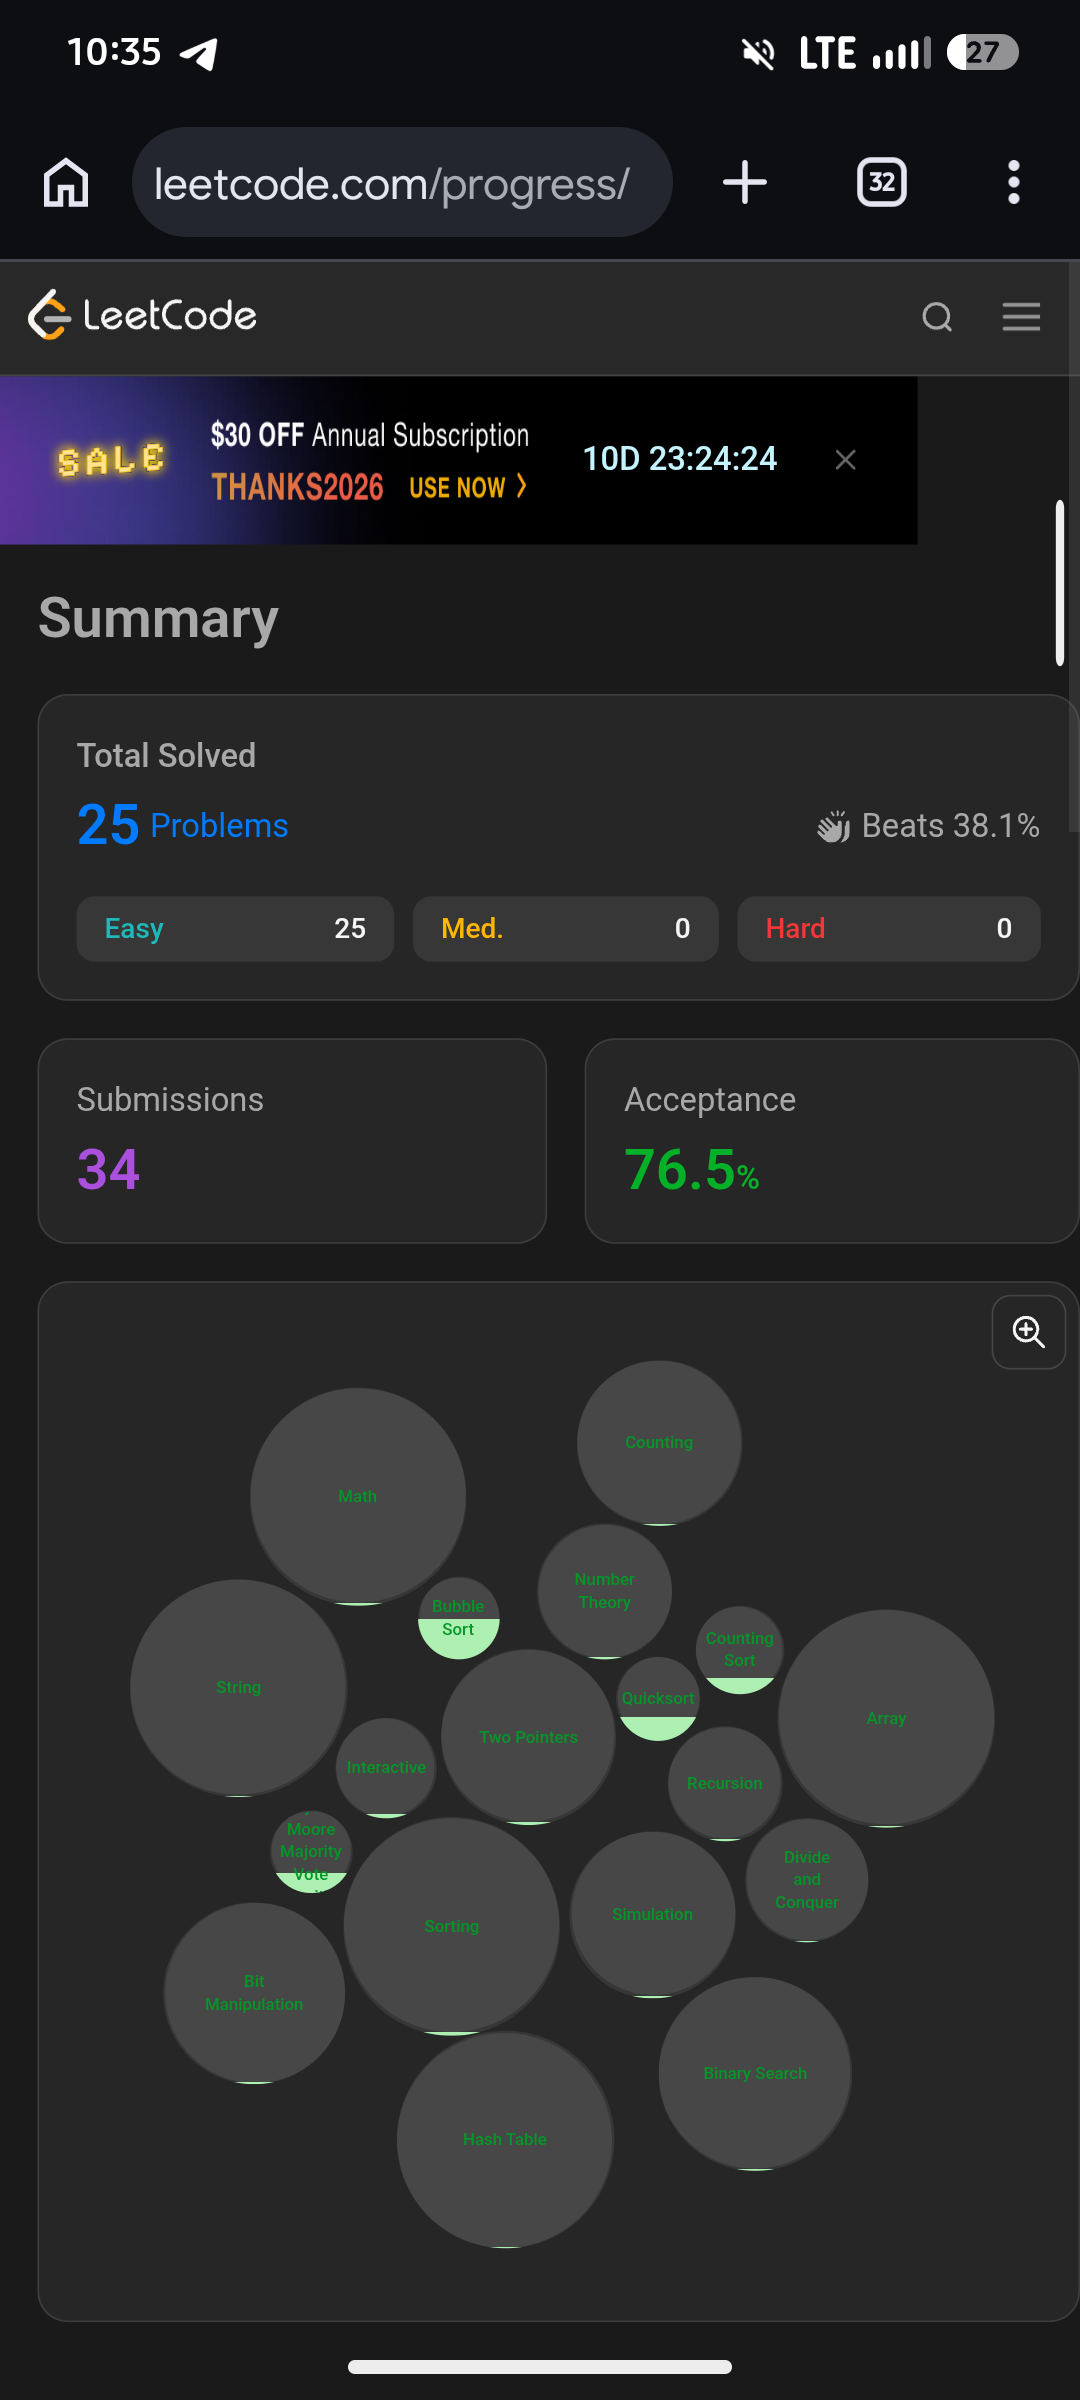 10:35
LTE
27
leetcode.com/progress/
32
LeetCode
SALE
$30 OFF Annual Subscription
THANKS2026 USE NOW
10D 23:24:24
Summary
Total Solved
25 Problems
Beats 38.1%
Easy 25
Med. 0
Hard 0
Submissions
34
Acceptance
76.5%
Counting
Math
Number
Theory
Bubble
Sort
Counting
Sort
String
Quicksort
Array
Two Pointers
Interactive
Recursion
Moore
Majority
Vote
Divide
and
Conquer
Simulation
Sorting
Bit
Manipulation
Binary Search
Hash Table